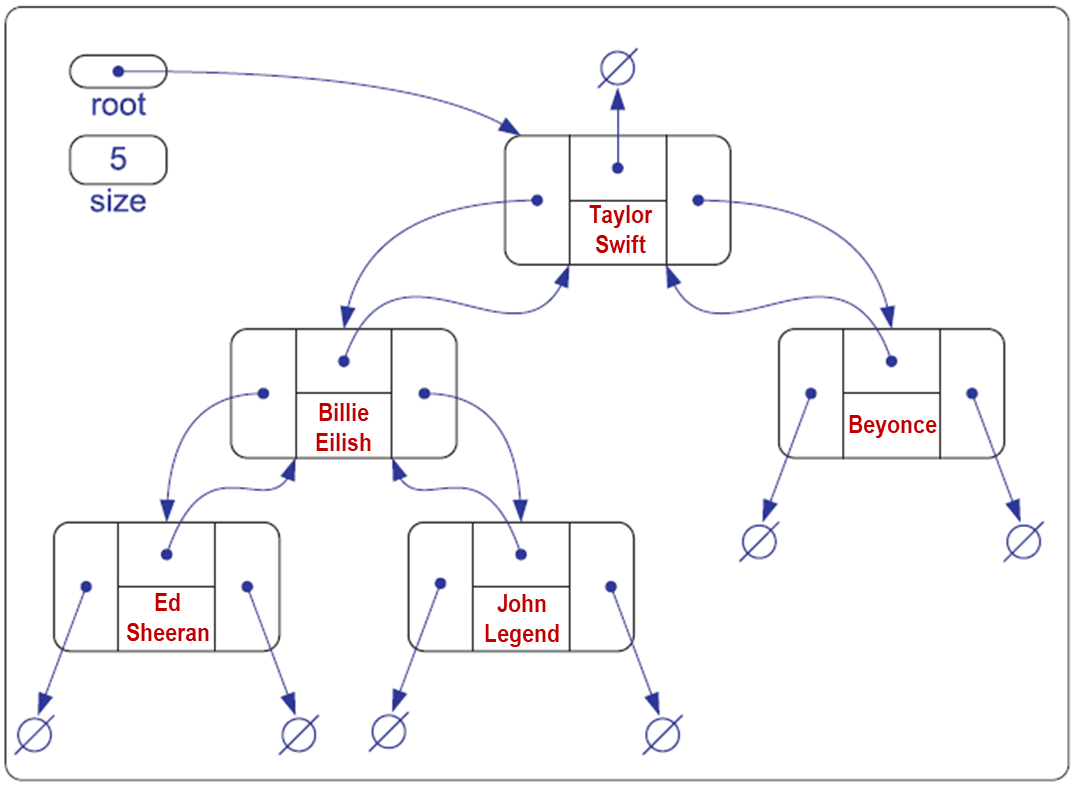 root
5
size
Taylor
Swift
Billie
Eilish
Beyonce
Ed
Sheeran
John
Legend